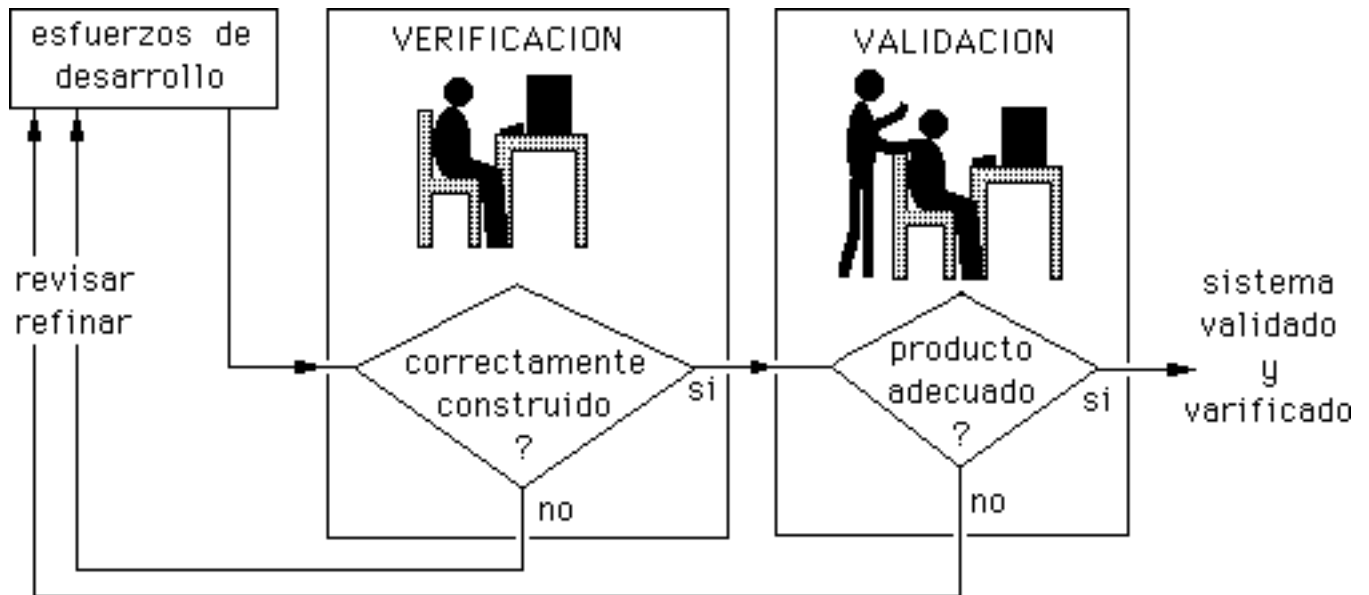 esfuerzos de
desarrollo
VERIFICACION
VALIDACION
revisar
refinar
correctamente
construido
?
si
no
producto
adecuado
?
si
no
sistema
validado
y
varificado